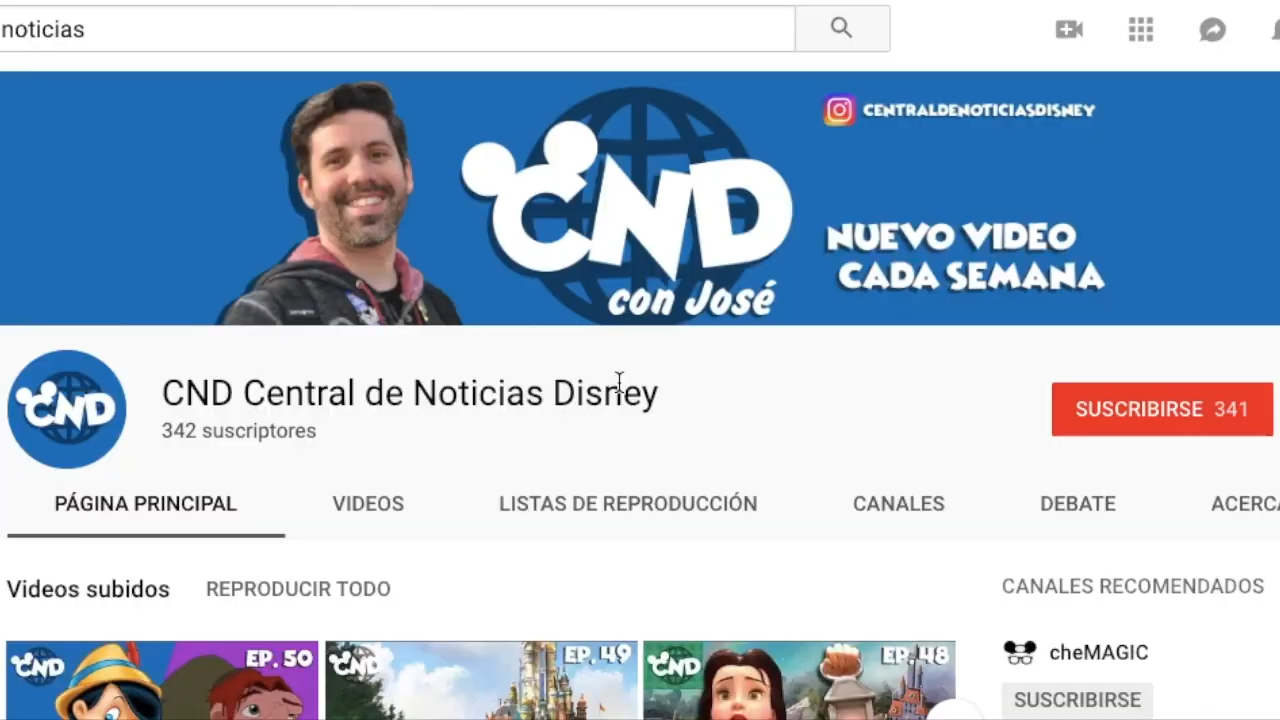 noticias
CENTRALDENOTICIASDISNEY
CND
con José
NUEVO VIDEO
CADA SEMANA
CND
CND Central de Noticias Disney
342 suscriptores
SUSCRIBIRSE 341
PÁGINA PRINCIPAL VIDEOS LISTAS DE REPRODUCCIÓN CANALES DEBATE ACERCA
Videos subidos REPRODUCIR TODO
CANALES RECOMENDADOS
CND EP. 50
CND EP. 49
CND EP. 48
cheMAGIC
SUSCRIBIRSE